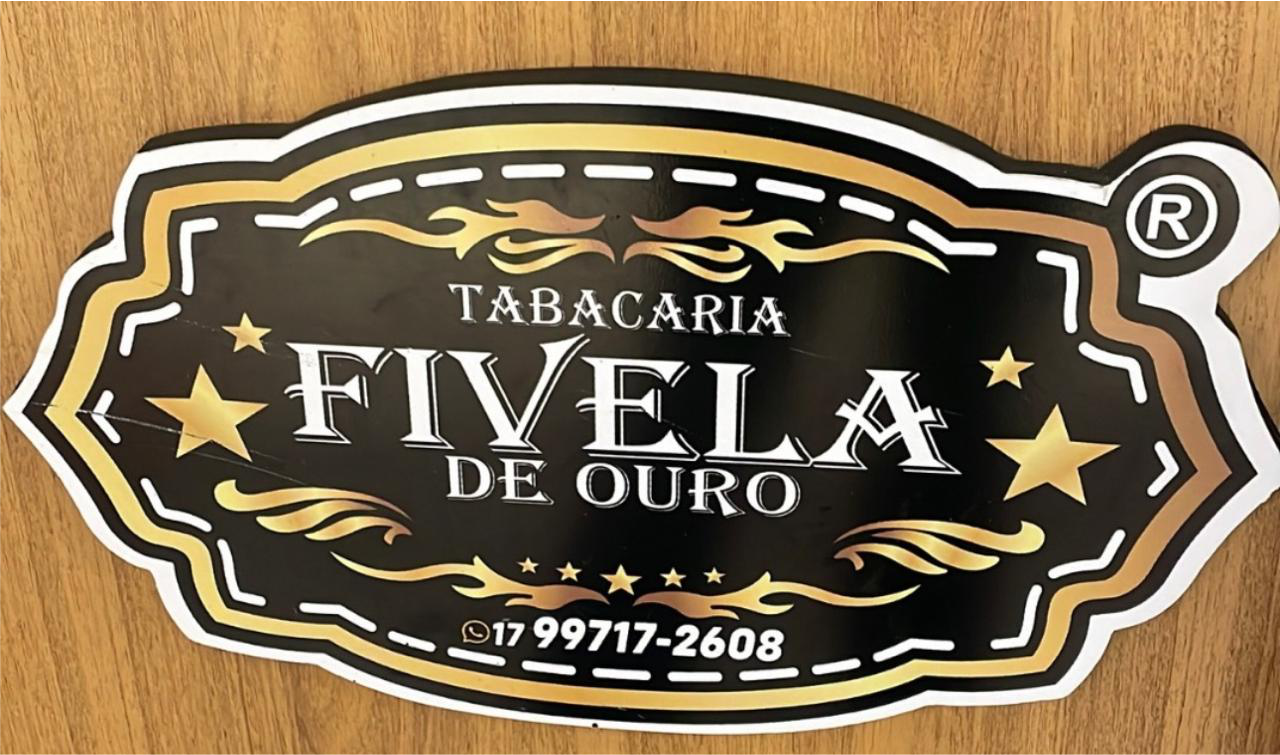 ®
TABACARIA
FIVELA
DE OURO
17 99717-2608